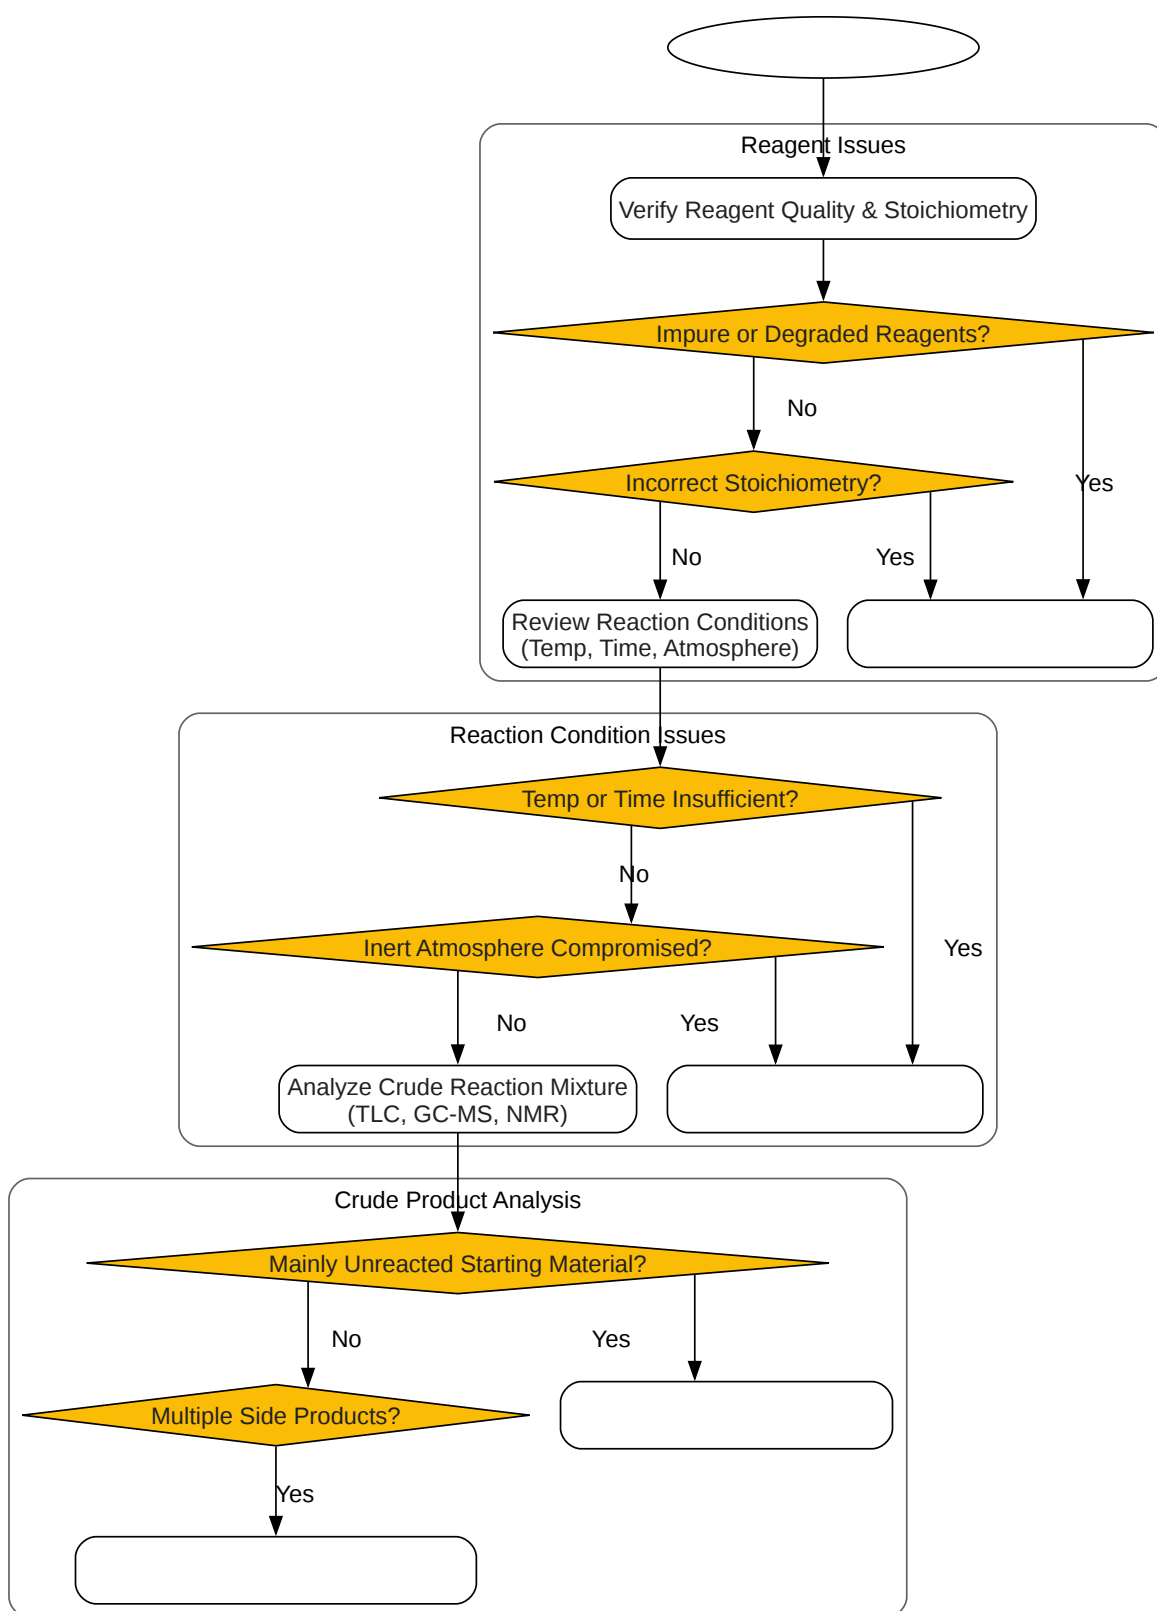 Reagent Issues
Verify Reagent Quality & Stoichiometry
Impure or Degraded Reagents?
No
Incorrect Stoichiometry?
Yes
No
Yes
Review Reaction Conditions
(Temp, Time, Atmosphere)
Reaction Condition Issues
Temp or Time Insufficient?
No
Inert Atmosphere Compromised?
Yes
No
Yes
Analyze Crude Reaction Mixture
(TLC, GC-MS, NMR)
Crude Product Analysis
Mainly Unreacted Starting Material?
No
Yes
Multiple Side Products?
Yes